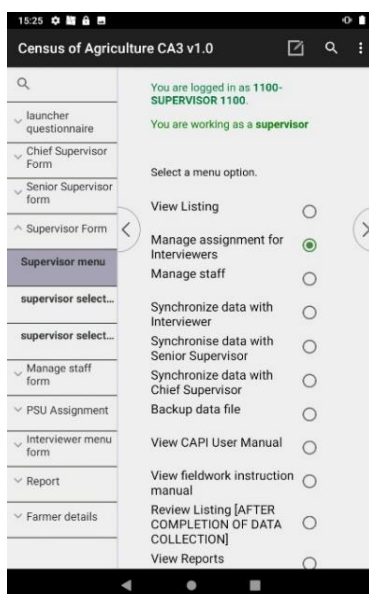 15:25
Census of Agriculture CA3 v1.0
launcher
questionnaire
Chief Supervisor
Form
Senior Supervisor
form
Supervisor Form
Supervisor menu
supervisor select...
supervisor select...
Manage staff
form
PSU Assignment
Interviewer menu
form
Report
Farmer details
You are logged in as 1100-
SUPERVISOR 1100.
You are working as a supervisor
Select a menu option.
View Listing
Manage assignment for
Interviewers
Manage staff
Synchronize data with
Interviewer
Synchronise data with
Senior Supervisor
Synchronize data with
Chief Supervisor
Backup data file
View CAPI User Manual
View fieldwork instruction
manual
Review Listing [AFTER
COMPLETION OF DATA
COLLECTION]
View Reports